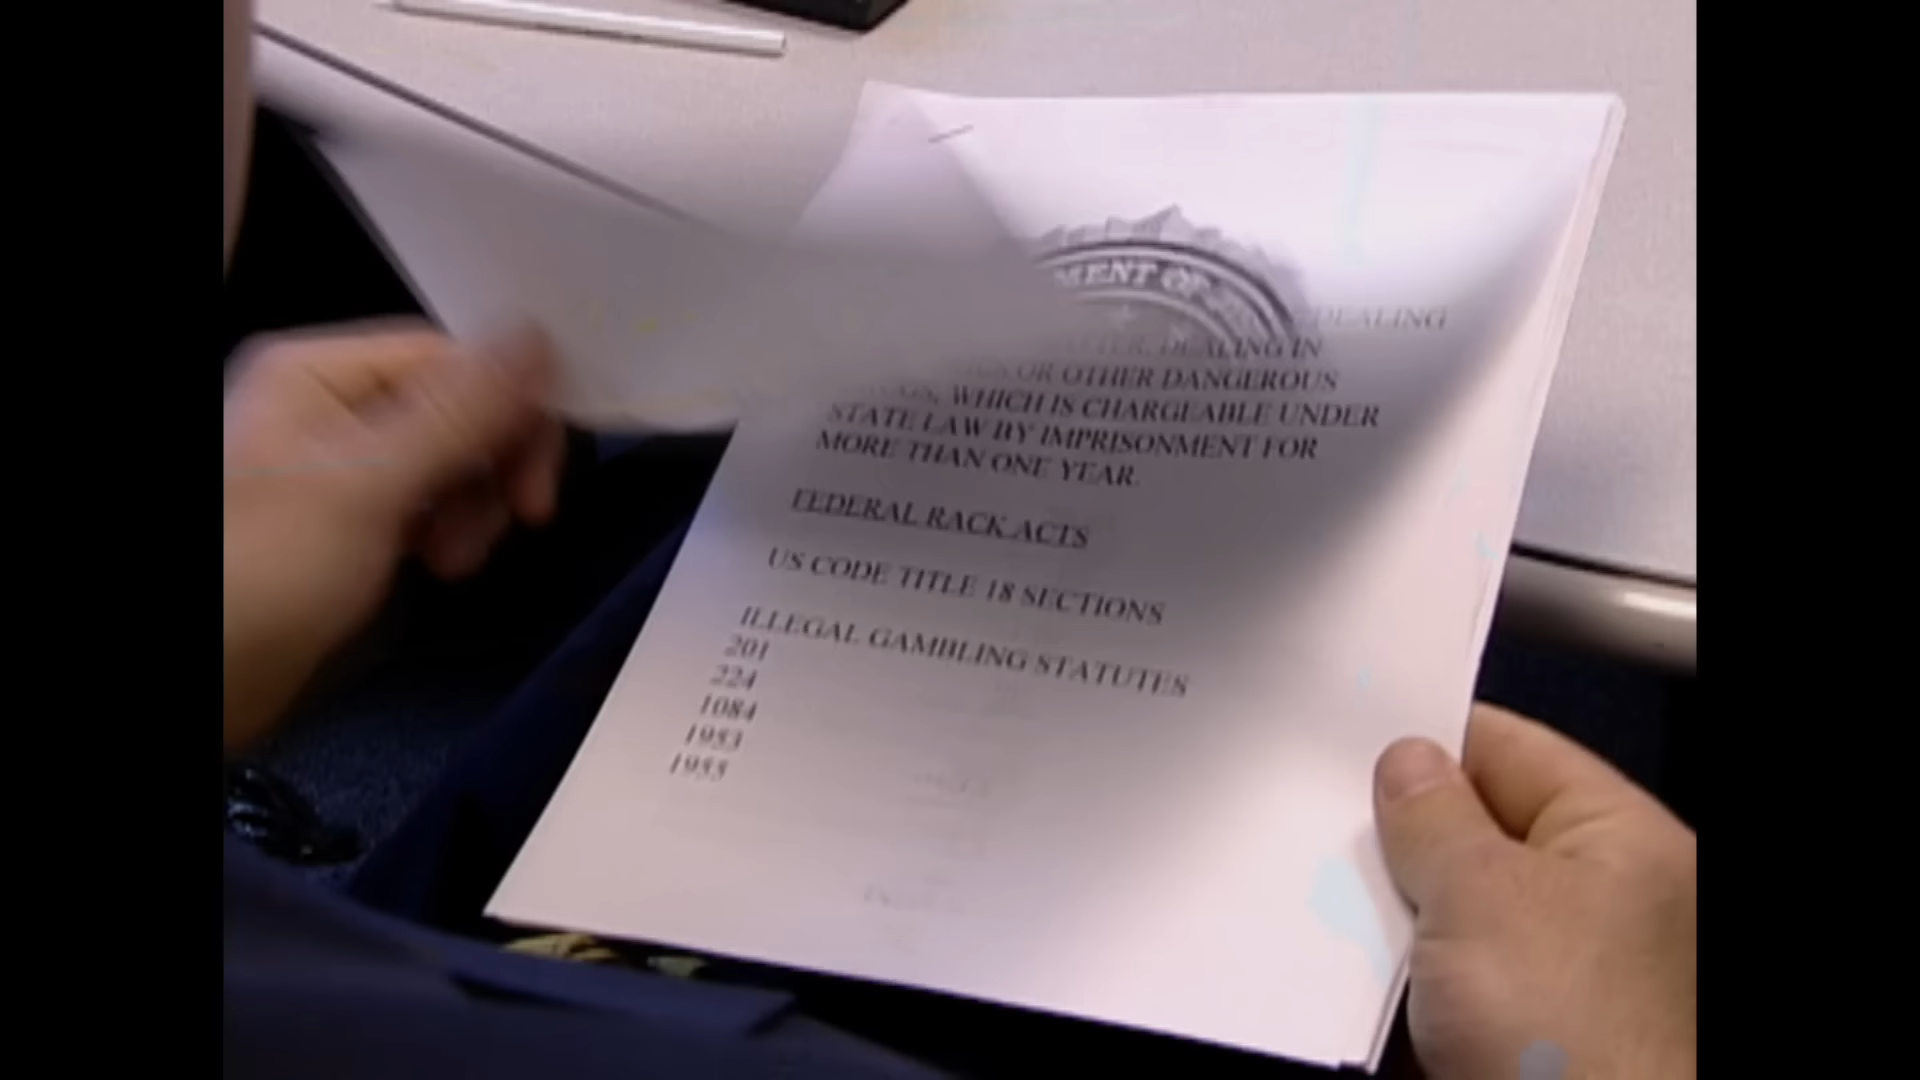 MENT OF
DEALING
DEALING IN
OR OTHER DANGEROUS
WHICH IS CHARGEABLE UNDER
STATE LAW BY IMPRISONMENT FOR
MORE THAN ONE YEAR.
FEDERAL RACK ACTS
US CODE TITLE 18 SECTIONS
ILLEGAL GAMBLING STATUTES
201
224
1084
1953
1955